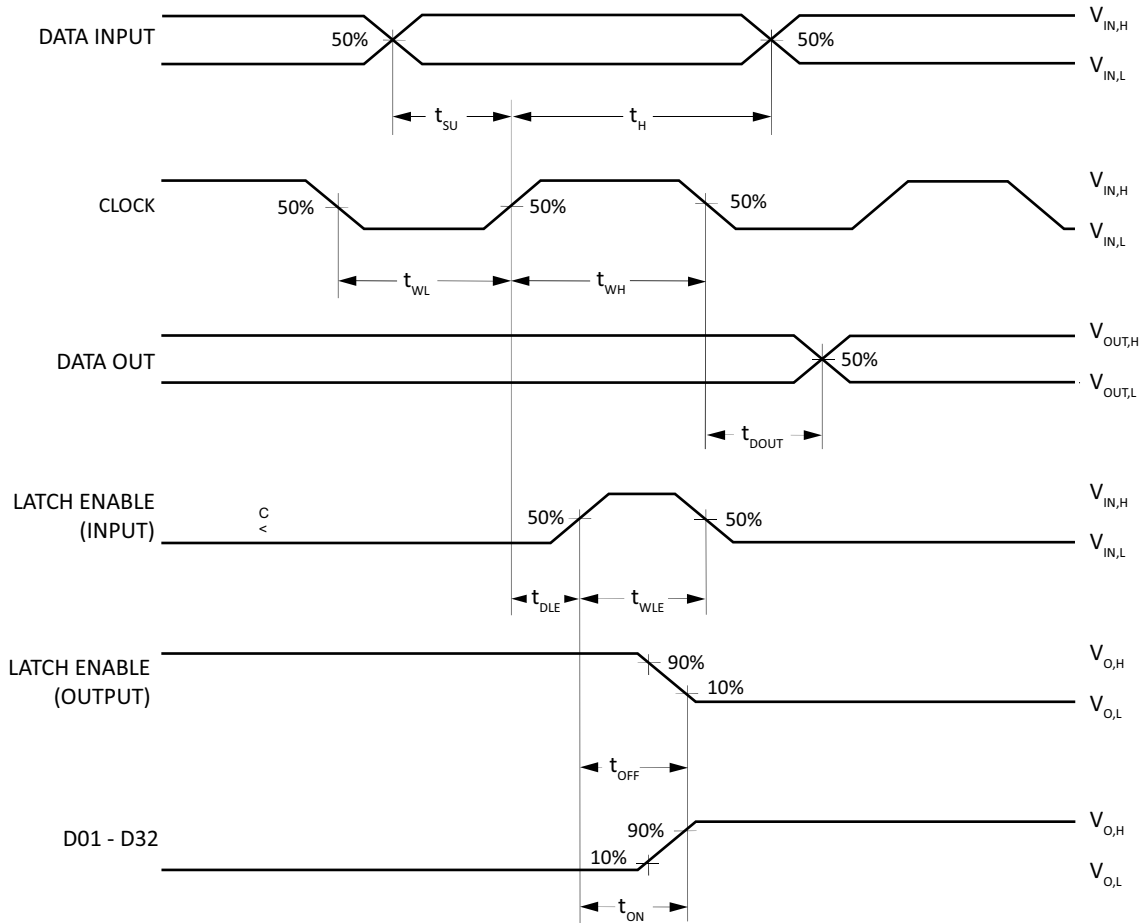 DATA INPUT
50%
50%
V_IN,H
V_IN,L
t_SU
t_H
CLOCK
50%
50%
50%
V_IN,H
V_IN,L
t_WL
t_WH
DATA OUT
50%
V_OUT,H
V_OUT,L
t_DOUT
LATCH ENABLE
(INPUT)
C
<
50%
50%
V_IN,H
V_IN,L
t_DLE
t_WLE
LATCH ENABLE
(OUTPUT)
90%
10%
V_O,H
V_O,L
t_OFF
D01 - D32
90%
10%
V_O,H
V_O,L
t_ON